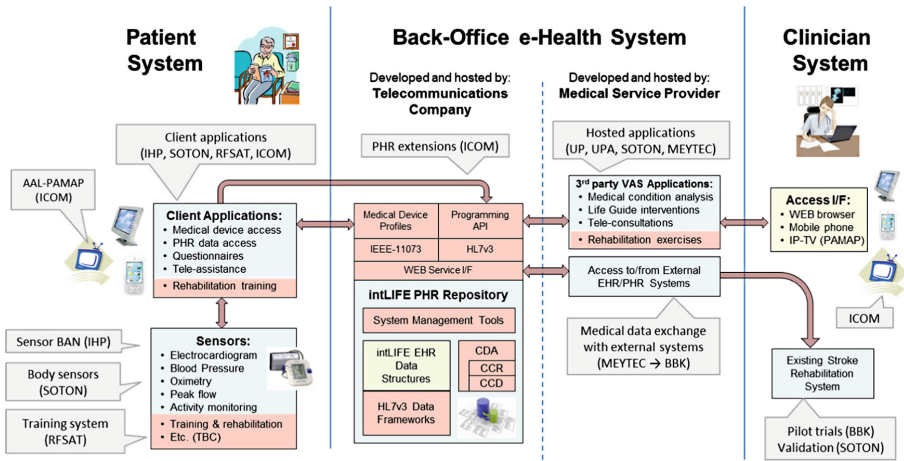 Patient
System
Back-Office e-Health System
Clinician
System
Developed and hosted by:
Telecommunications
Company
Developed and hosted by:
Medical Service Provider
Client applications
(IHP, SOTON, RFSAT, ICOM)
PHR extensions (ICOM)
Hosted applications
(UP, UPA, SOTON, MEYTEC)
AAL-PAMAP
(ICOM)
Client Applications:
• Medical device access
• PHR data access
• Questionnaires
• Tele-assistance
• Rehabilitation training
Medical Device
Profiles
Programming
API
IEEE-11073
HL7v3
WEB Service I/F
3rd party VAS Applications:
• Medical condition analysis
• Life Guide interventions
• Tele-consultations
• Rehabilitation exercises
Access I/F:
• WEB browser
• Mobile phone
• IP-TV (PAMAP)
ICOM
intLIFE PHR Repository
System Management Tools
intLIFE EHR
Data
Structures
CDA
CCR
CCD
HL7v3 Data
Frameworks
Access to/from External
EHR/PHR Systems
Medical data exchange
with external systems
(MEYTEC → BBK)
Sensor BAN (IHP)
Body sensors
(SOTON)
Training system
(RFSAT)
Sensors:
• Electrocardiogram
• Blood Pressure
• Oximetry
• Peak flow
• Activity monitoring
• Training & rehabilitation
• Etc. (TBC)
Existing Stroke
Rehabilitation
System
Pilot trials (BBK)
Validation (SOTON)